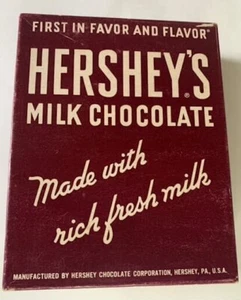 FIRST IN FAVOR AND FLAVOR
HERSHEY'S®
MILK CHOCOLATE
Made with
rich fresh milk
MANUFACTURED BY HERSHEY CHOCOLATE CORPORATION, HERSHEY, PA., U.S.A.